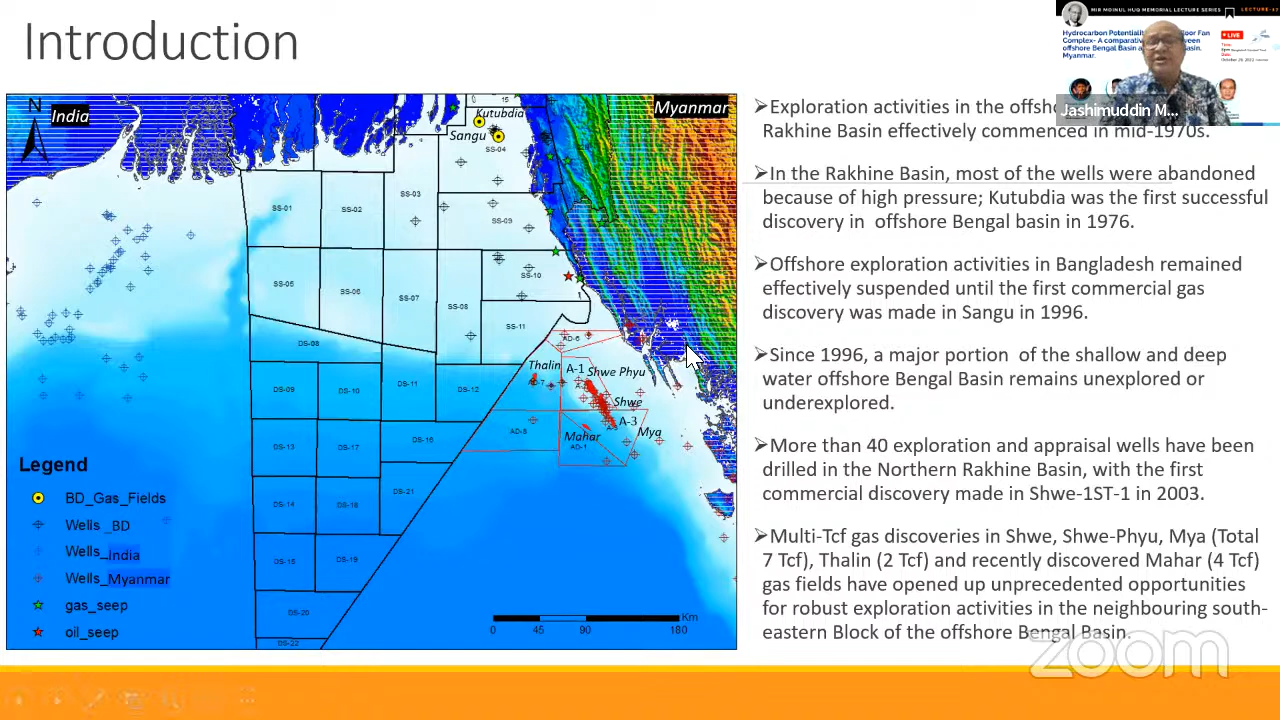 Introduction
MIR MOINUL HUQ MEMORIAL LECTURE SERIES
LIVE
Jashimuddin M...
➢Exploration activities in the offsho
Rakhine Basin effectively commenced in mid-1970s.
➢In the Rakhine Basin, most of the wells were abandoned
because of high pressure; Kutubdia was the first successful
discovery in offshore Bengal basin in 1976.
➢Offshore exploration activities in Bangladesh remained
effectively suspended until the first commercial gas
discovery was made in Sangu in 1996.
➢Since 1996, a major portion of the shallow and deep
water offshore Bengal Basin remains unexplored or
underexplored.
➢More than 40 exploration and appraisal wells have been
drilled in the Northern Rakhine Basin, with the first
commercial discovery made in Shwe-1ST-1 in 2003.
➢Multi-Tcf gas discoveries in Shwe, Shwe-Phyu, Mya (Total
7 Tcf), Thalin (2 Tcf) and recently discovered Mahar (4 Tcf)
gas fields have opened up unprecedented opportunities
for robust exploration activities in the neighbouring south-
eastern Block of the offshore Bengal Basin.
N
India
Myanmar
15
Kutubdia
Sangu
SS-04
SS-01
SS-02
SS-03
SS-09
SS-05
SS-06
SS-07
SS-08
SS-10
SS-11
DS-08
AD-6
Thalin
A-1
Shwe Phyu
AD-7
DS-09
DS-10
DS-11
DS-12
Shwe
A-3
Mya
AD-8
Mahar
AD-1
DS-13
DS-17
DS-16
DS-21
DS-14
DS-18
DS-15
DS-19
DS-20
DS-22
Legend
BD_Gas_Fields
Wells_BD
Wells_India
Wells_Myanmar
gas_seep
oil_seep
Km
0 45 90 180
zoom